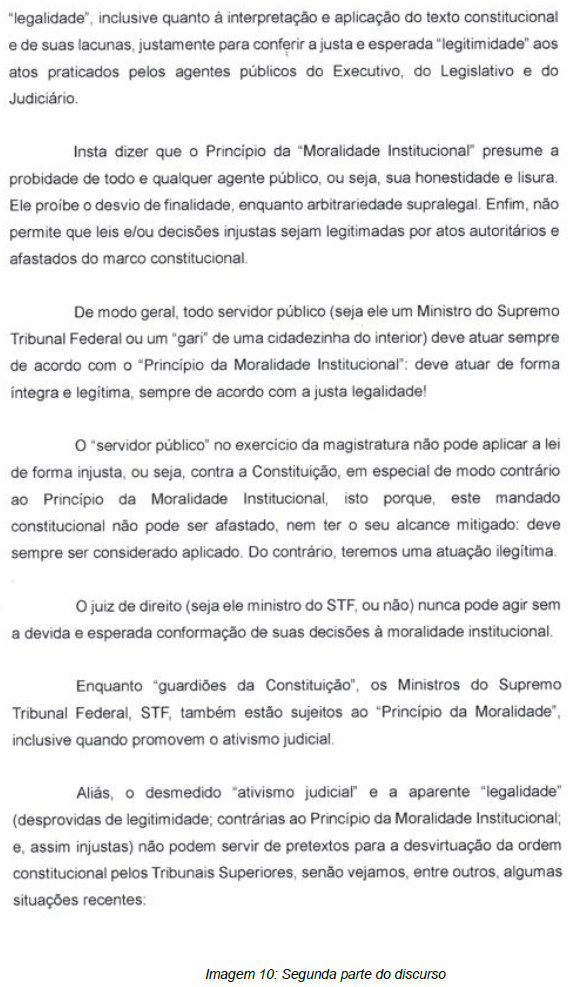 "legalidade", inclusive quanto à interpretação e aplicação do texto constitucional
e de suas lacunas, justamente para conferir a justa e esperada "legitimidade" aos
atos praticados pelos agentes públicos do Executivo, do Legislativo e do
Judiciário.
Insta dizer que o Princípio da "Moralidade Institucional" presume a
probidade de todo e qualquer agente público, ou seja, sua honestidade e lisura.
Ele proíbe o desvio de finalidade, enquanto arbitrariedade supralegal. Enfim, não
permite que leis e/ou decisões injustas sejam legitimadas por atos autoritários e
afastados do marco constitucional.
De modo geral, todo servidor público (seja ele um Ministro do Supremo
Tribunal Federal ou um "gari" de uma cidadezinha do interior) deve atuar sempre
de acordo com o "Princípio da Moralidade Institucional": deve atuar de forma
íntegra e legítima, sempre de acordo com a justa legalidade!
O "servidor público" no exercício da magistratura não pode aplicar a lei
de forma injusta, ou seja, contra a Constituição, em especial de modo contrário
ao Princípio da Moralidade Institucional, isto porque, este mandado
constitucional não pode ser afastado, nem ter o seu alcance mitigado: deve
sempre ser considerado aplicado. Do contrário, teremos uma atuação ilegítima.
O juiz de direito (seja ele ministro do STF, ou não) nunca pode agir sem
a devida e esperada conformação de suas decisões à moralidade institucional.
Enquanto "guardiões da Constituição", os Ministros do Supremo
Tribunal Federal, STF, também estão sujeitos ao "Princípio da Moralidade",
inclusive quando promovem o ativismo judicial.
Aliás, o desmedido "ativismo judicial" e a aparente "legalidade"
(desprovidas de legitimidade; contrárias ao Princípio da Moralidade Institucional;
e, assim injustas) não podem servir de pretextos para a desvirtuação da ordem
constitucional pelos Tribunais Superiores, senão vejamos, entre outros, algumas
situações recentes:
Imagem 10: Segunda parte do discurso